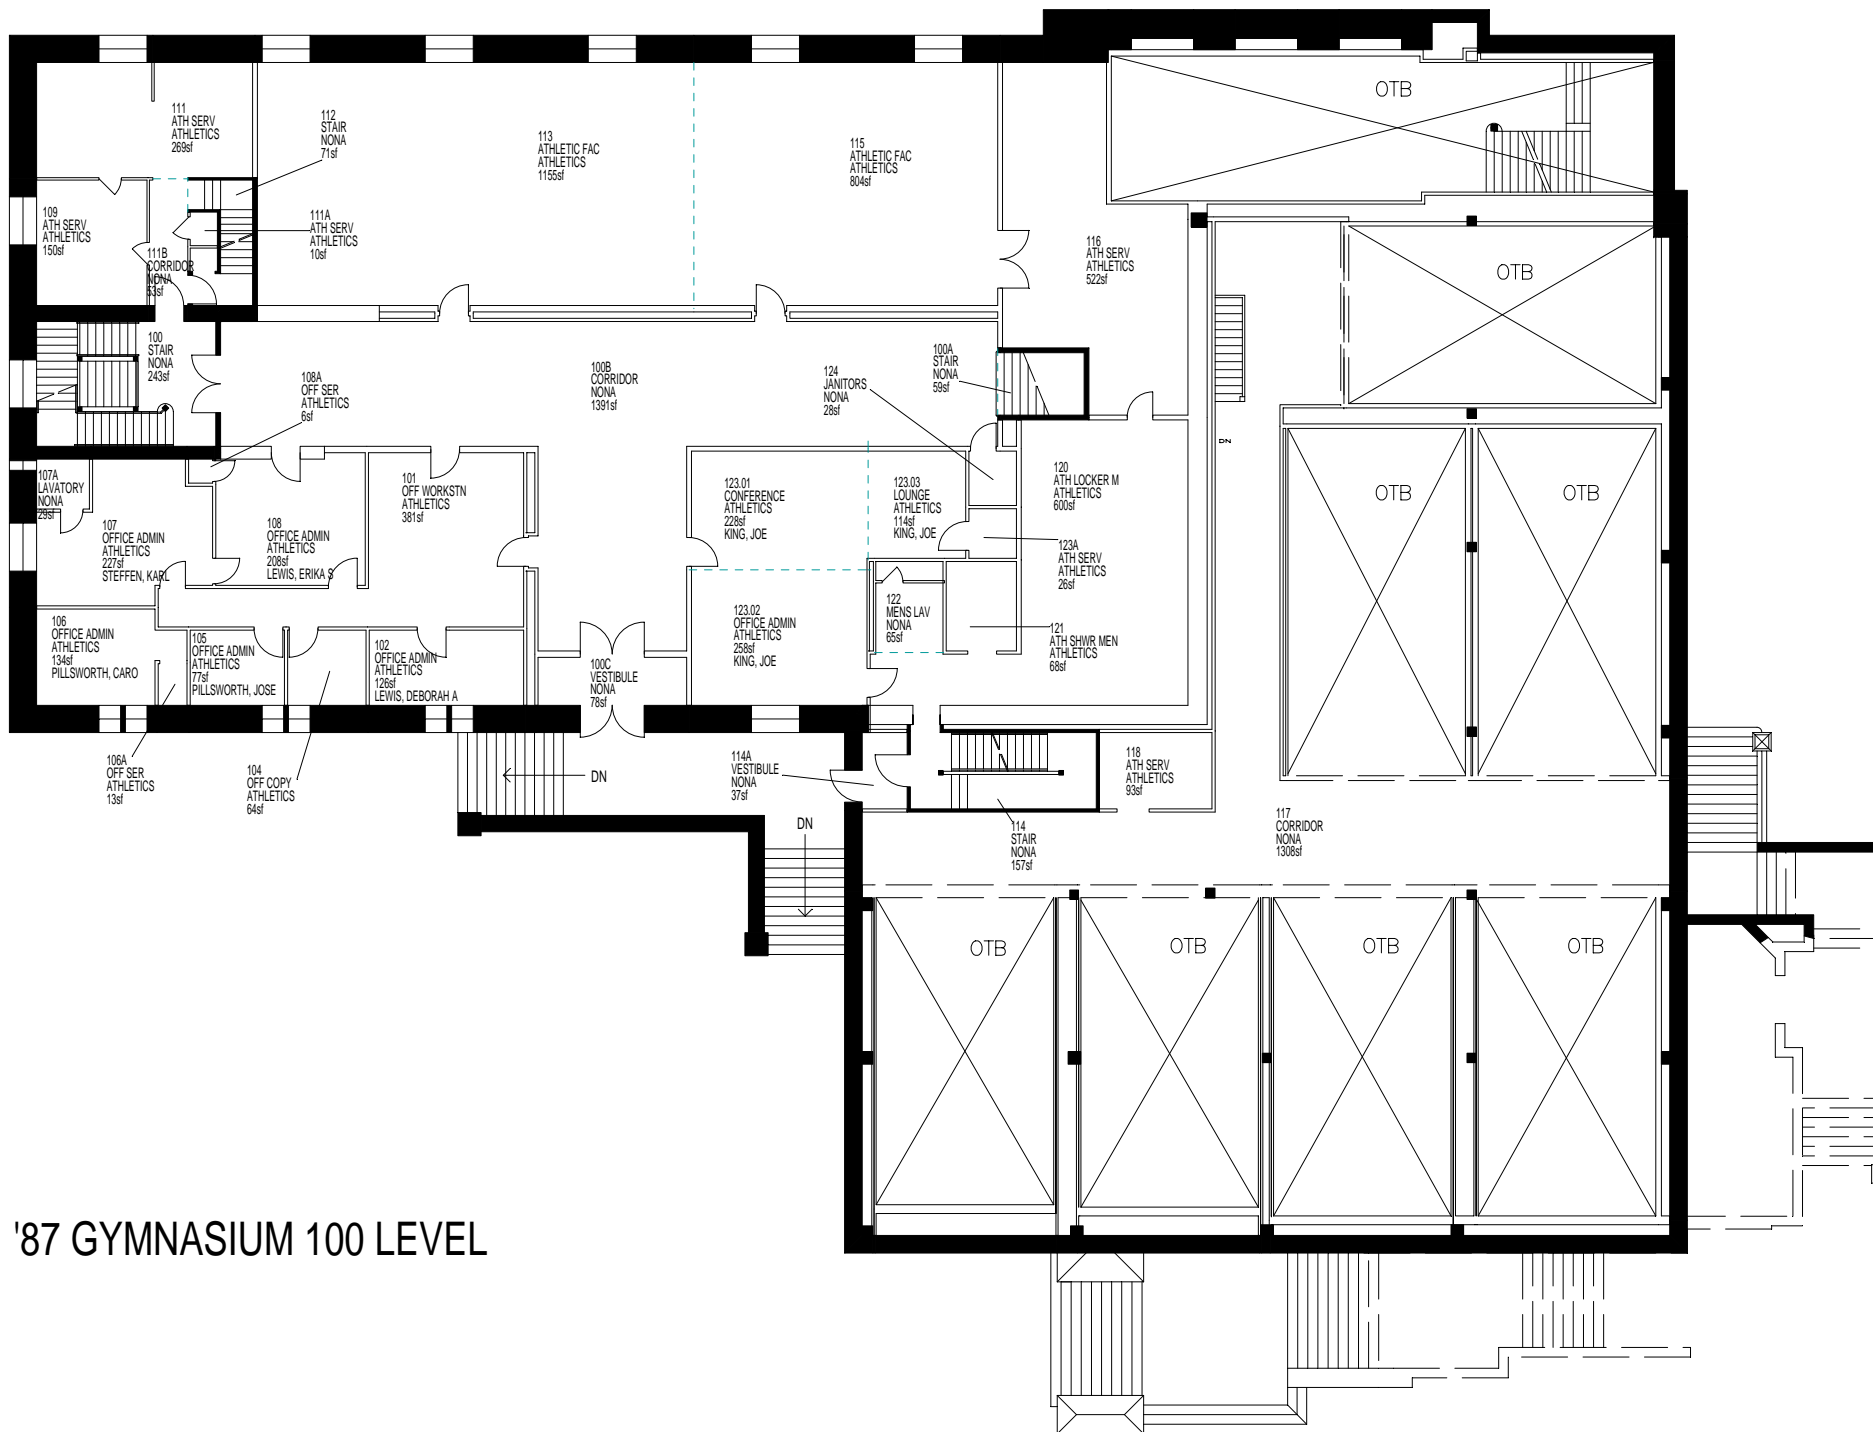 OTB
111
ATH SERV
ATHLETICS
269sf
112
STAIR
NONA
71sf
113
ATHLETIC FAC
ATHLETICS
1155sf
115
ATHLETIC FAC
ATHLETICS
804sf
109
ATH SERV
ATHLETICS
150sf
111A
ATH SERV
ATHLETICS
10sf
111B
CORRIDOR
NONA
53sf
116
ATH SERV
ATHLETICS
522sf
OTB
100
STAIR
NONA
243sf
108A
OFF SER
ATHLETICS
6sf
100B
CORRIDOR
NONA
1391sf
124
JANITORS
NONA
28sf
100A
STAIR
NONA
59sf
DN
107A
LAVATORY
NONA
29sf
107
OFFICE ADMIN
ATHLETICS
227sf
STEFFEN, KARL
108
OFFICE ADMIN
ATHLETICS
208sf
LEWIS, ERIKA S
101
OFF WORKSTN
ATHLETICS
381sf
123.01
CONFERENCE
ATHLETICS
228sf
KING, JOE
123.03
LOUNGE
ATHLETICS
114sf
KING, JOE
120
ATH LOCKER M
ATHLETICS
600sf
OTB
OTB
123A
ATH SERV
ATHLETICS
26sf
106
OFFICE ADMIN
ATHLETICS
134sf
PILLSWORTH, CARO
105
OFFICE ADMIN
ATHLETICS
77sf
PILLSWORTH, JOSE
102
OFFICE ADMIN
ATHLETICS
126sf
LEWIS, DEBORAH A
100C
VESTIBULE
NONA
78sf
123.02
OFFICE ADMIN
ATHLETICS
258sf
KING, JOE
122
MENS LAV
NONA
65sf
121
ATH SHWR MEN
ATHLETICS
68sf
106A
OFF SER
ATHLETICS
13sf
104
OFF COPY
ATHLETICS
64sf
DN
114A
VESTIBULE
NONA
37sf
118
ATH SERV
ATHLETICS
93sf
DN
114
STAIR
NONA
157sf
117
CORRIDOR
NONA
1308sf
OTB
OTB
OTB
OTB
'87 GYMNASIUM 100 LEVEL